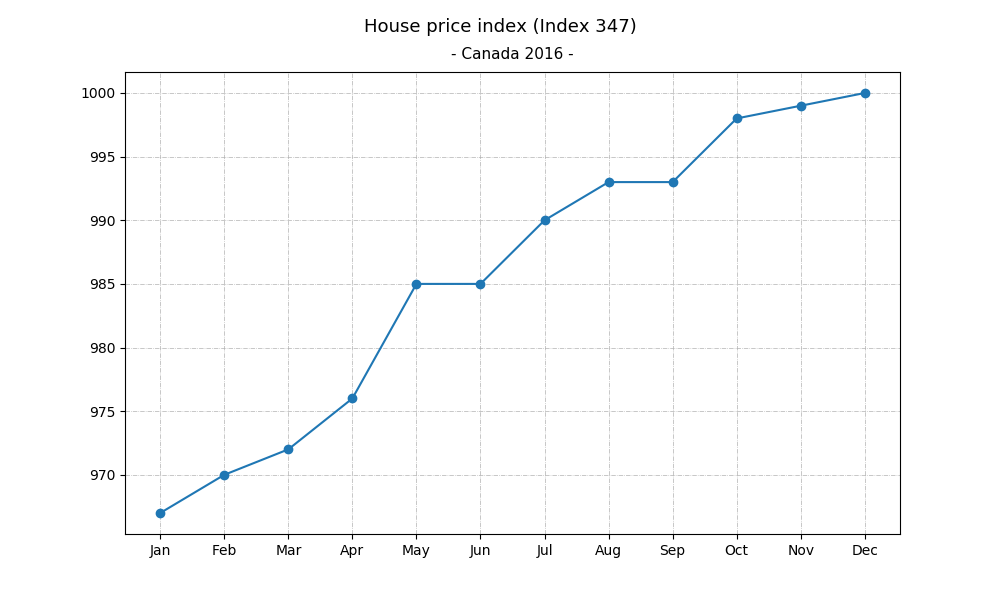 House price index (Index 347)
- Canada 2016 -
1000
995
990
985
980
975
970
Jan Feb Mar Apr May Jun Jul Aug Sep Oct Nov Dec